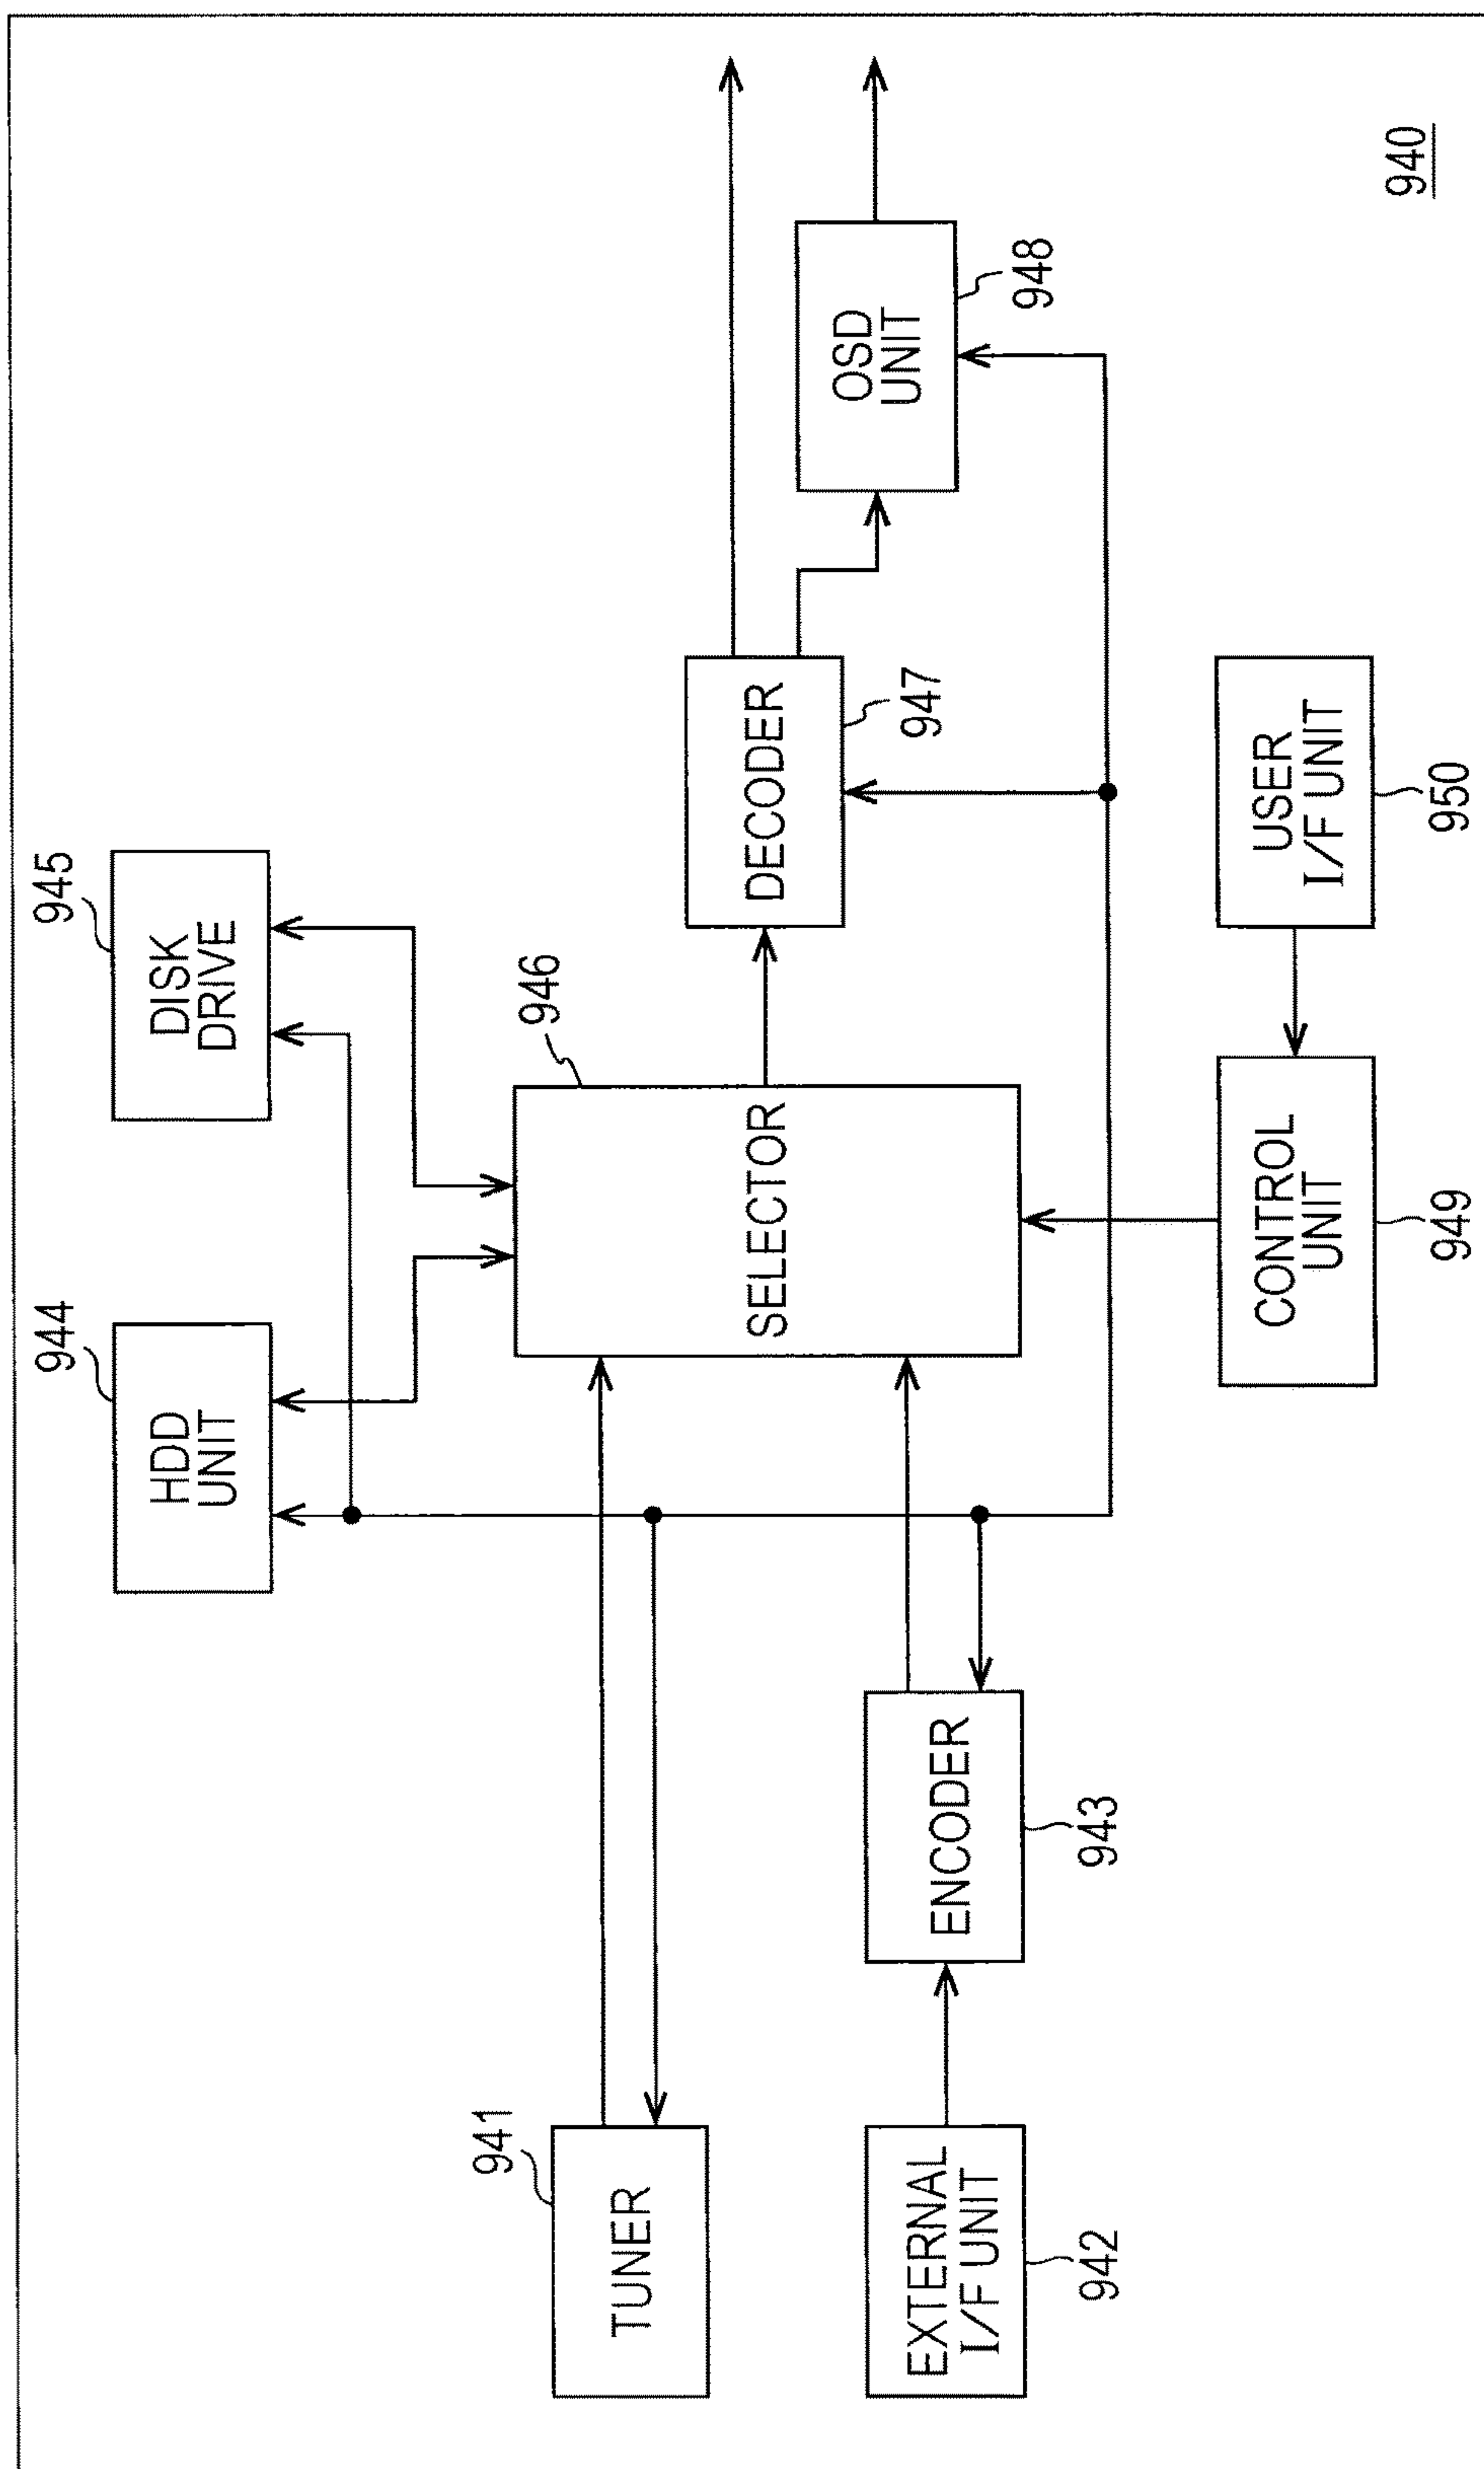 944
HDD
UNIT
945
DISK
DRIVE
941
TUNER
946
SELECTOR
DECODER
947
OSD
UNIT
948
EXTERNAL
I/F UNIT
942
ENCODER
943
CONTROL
UNIT
949
USER
I/F UNIT
950
940